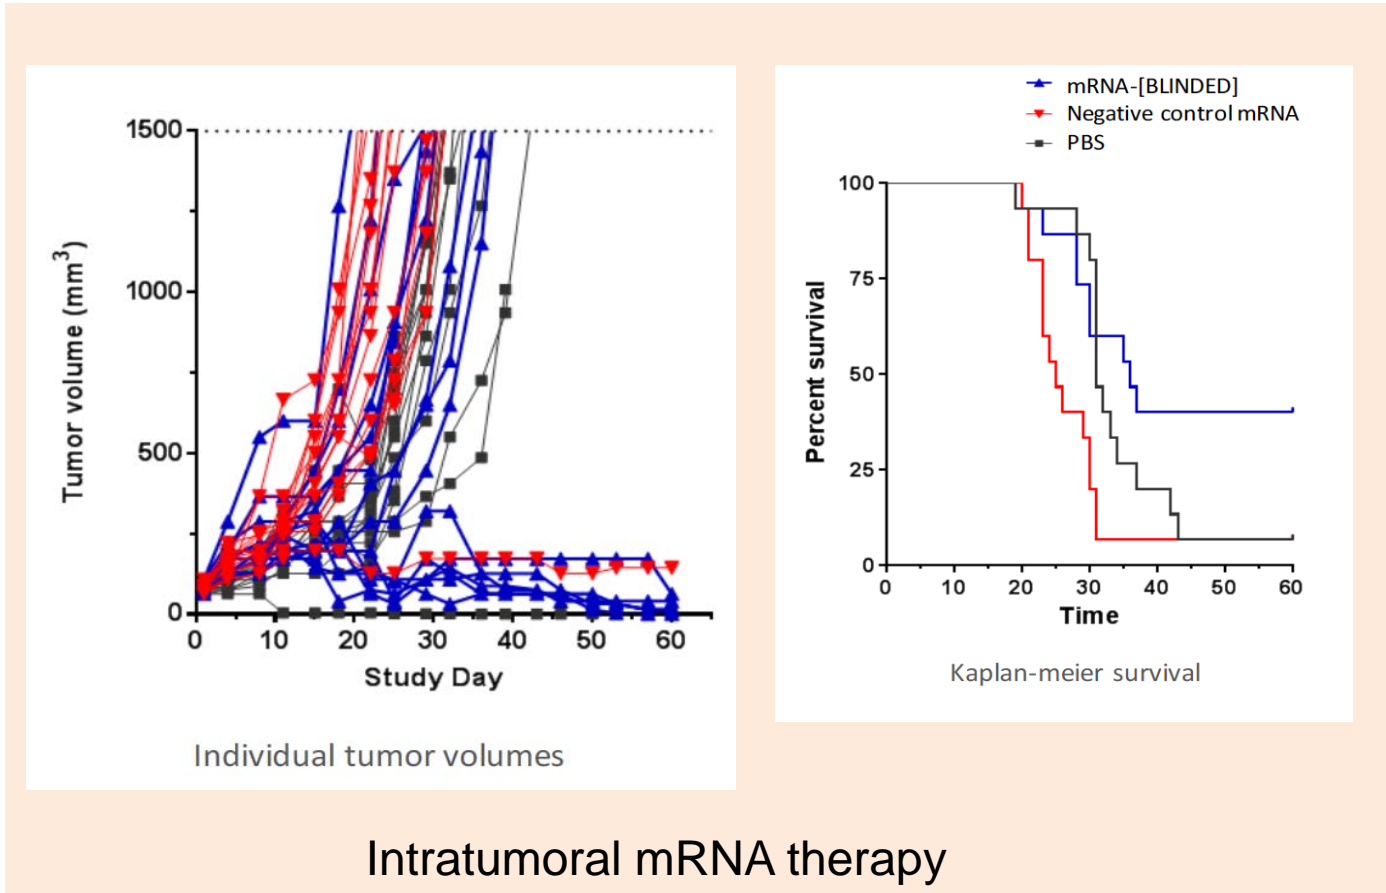 1500
1000
500
0
0 10 20 30 40 50 60
Tumor volume (mm³)
Study Day
Individual tumor volumes
mRNA-[BLINDED]
Negative control mRNA
PBS
100
75
50
25
0
0 10 20 30 40 50 60
Percent survival
Time
Kaplan-meier survival
Intratumoral mRNA therapy